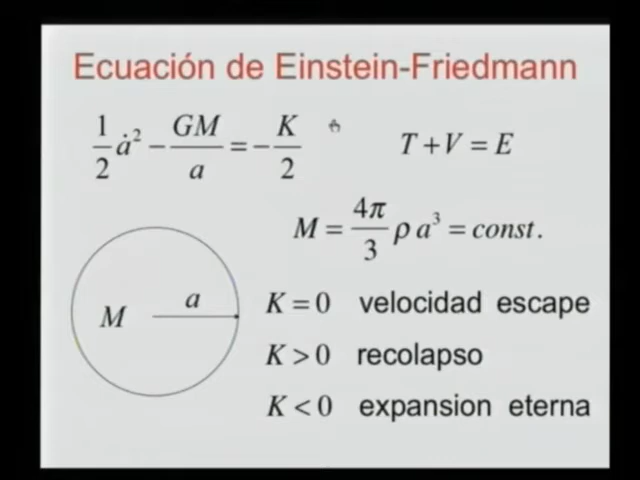 Ecuación de Einstein-Friedmann
1/2 ȧ² − GM/a = − K/2    T + V = E
M = 4π/3 ρ a³ = const.
M a
K = 0 velocidad escape
K > 0 recolapso
K < 0 expansion eterna